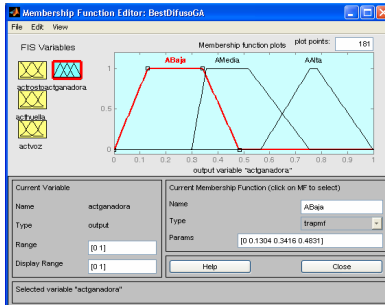 Membership Function Editor: BestDifusoGA
File Edit View
FIS Variables
Membership function plots plot points: 181
ABaja AMedia AAlta
actrostoactganadora
acthuella
actvoz
1
0.5
0
0 0.1 0.2 0.3 0.4 0.5 0.6 0.7 0.8 0.9 1
output variable "actganadora"
Current Variable
Name actganadora
Type output
Range [0 1]
Display Range [0 1]
Current Membership Function (click on MF to select)
Name ABaja
Type trapmf
Params [0 0.1304 0.3416 0.4831]
Help Close
Selected variable "actganadora"